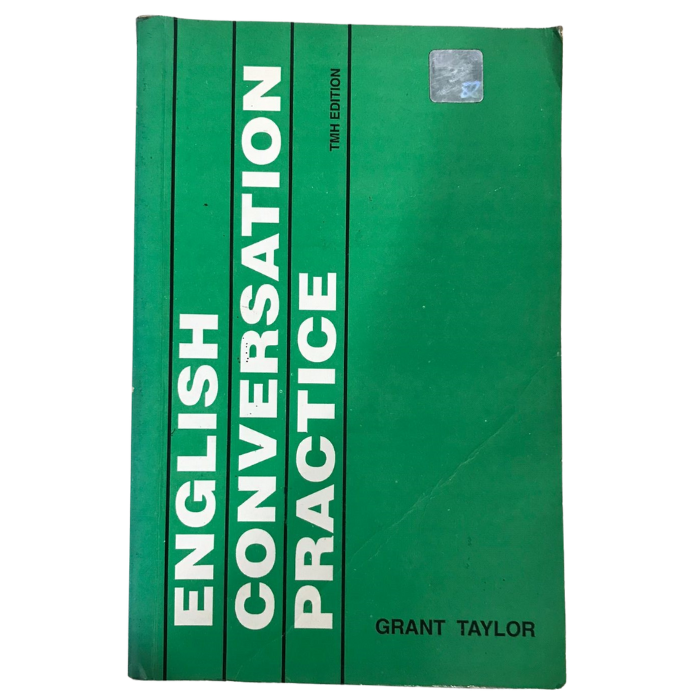 ENGLISH
CONVERSATION
PRACTICE
TMH EDITION
GRANT TAYLOR